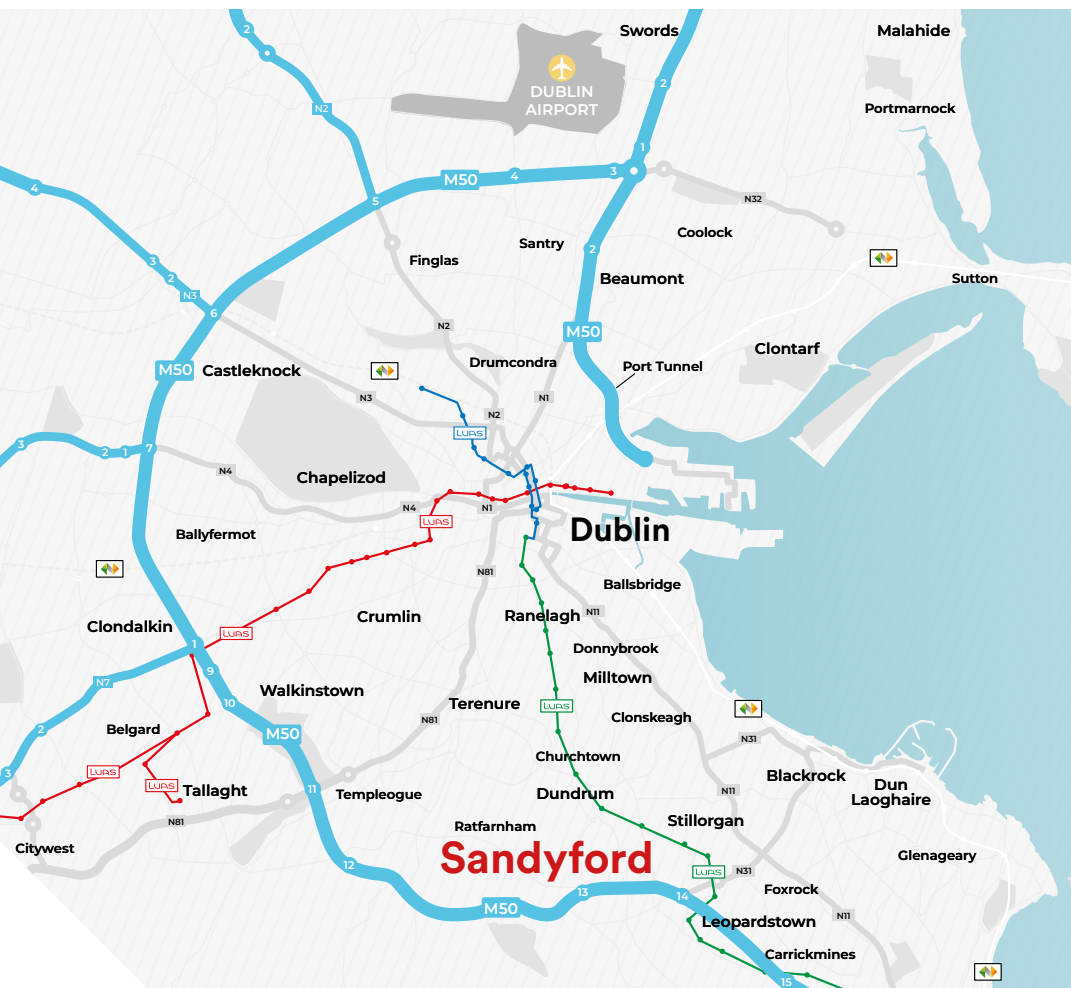 2
Swords
Malahide
2
DUBLIN
AIRPORT
N2
Portmarnock
1
3
4
M50
4
N32
5
Santry
Coolock
Finglas
2
Beaumont
3
2
Sutton
N3
6
N2
M50
Drumcondra
Clontarf
Port Tunnel
M50
Castleknock
N3
N1
N2
LUAS
3
2
1
7
N4
Chapelizod
N4
N1
LUAS
Dublin
Ballyfermot
N81
Ballsbridge
Crumlin
Ranelagh
N11
Clondalkin
LUAS
1
Donnybrook
9
Milltown
N7
Walkinstown
10
Terenure
LUAS
Clonskeagh
N81
2
Belgard
M50
N31
Churchtown
3
LUAS
LUAS
Tallaght
11
Templeogue
Dundrum
N11
Blackrock
Dun
Laoghaire
N81
Ratfarnham
Stillorgan
Citywest
Sandyford
Glenageary
12
LUAS
N31
13
14
Foxrock
M50
Leopardstown
N11
Carrickmines
15